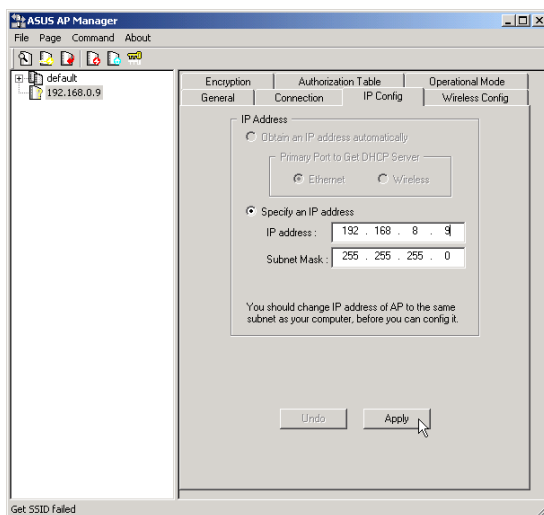 ASUS AP Manager
File Page Command About
default
192.168.0.9
Encryption Authorization Table Operational Mode
General Connection IP Config Wireless Config
IP Address
Obtain an IP address automatically
Primary Port to Get DHCP Server
Ethernet Wireless
Specify an IP address
IP address : 192 . 168 . 8 . 9
Subnet Mask : 255 . 255 . 255 . 0
You should change IP address of AP to the same
subnet as your computer, before you can config it.
Undo Apply
Get SSID failed